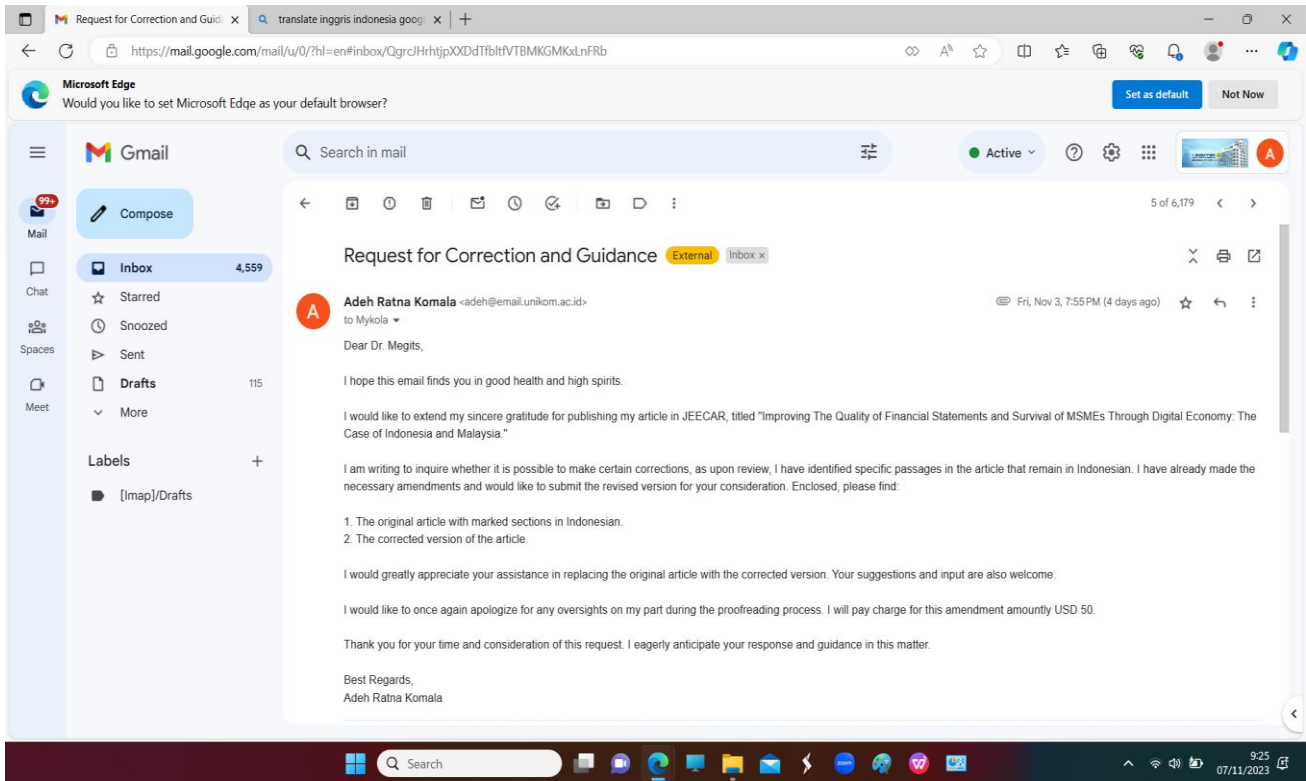 Request for Correction and Guid
translate inggris indonesia goog
https://mail.google.com/mail/u/0/?hl=en#inbox/QgrcJHrhtjpXXDdTfbltfVTBMKGMKxLnFRb
Microsoft Edge
Would you like to set Microsoft Edge as your default browser?
Set as default
Not Now
Gmail
Search in mail
Active
A
99+
Mail
Chat
Spaces
Meet
Compose
Inbox 4,559
Starred
Snoozed
Sent
Drafts 115
More
Labels +
[Imap]/Drafts
5 of 6,179
Request for Correction and Guidance External Inbox ×
A
Adeh Ratna Komala <adeh@email.unikom.ac.id>
Fri, Nov 3, 7:55 PM (4 days ago)
to Mykola
Dear Dr. Megits,
I hope this email finds you in good health and high spirits.
I would like to extend my sincere gratitude for publishing my article in JEECAR, titled "Improving The Quality of Financial Statements and Survival of MSMEs Through Digital Economy: The
Case of Indonesia and Malaysia."
I am writing to inquire whether it is possible to make certain corrections, as upon review, I have identified specific passages in the article that remain in Indonesian. I have already made the
necessary amendments and would like to submit the revised version for your consideration. Enclosed, please find:
1. The original article with marked sections in Indonesian.
2. The corrected version of the article.
I would greatly appreciate your assistance in replacing the original article with the corrected version. Your suggestions and input are also welcome.
I would like to once again apologize for any oversights on my part during the proofreading process. I will pay charge for this amendment amountly USD 50.
Thank you for your time and consideration of this request. I eagerly anticipate your response and guidance in this matter.
Best Regards,
Adeh Ratna Komala
Search
zoom
9:25
07/11/2023